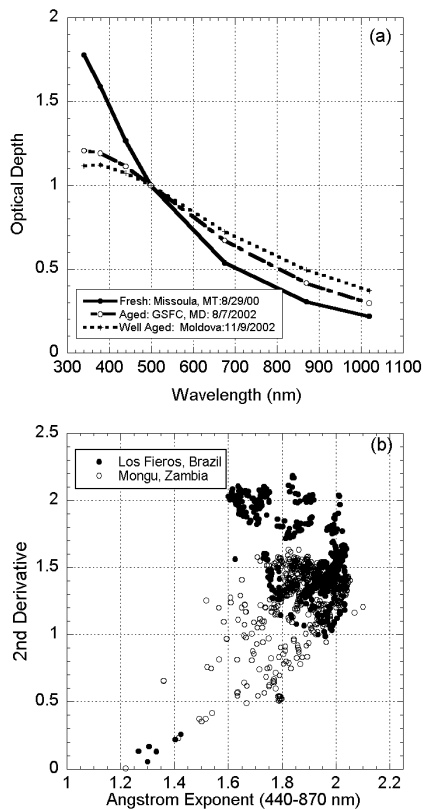 2
(a)
1.5
Optical Depth
1
0.5
Fresh: Missoula, MT:8/29/00
Aged: GSFC, MD: 8/7/2002
Well Aged: Moldova:11/9/2002
0
300 400 500 600 700 800 900 1000 1100
Wavelength (nm)
2.5
(b)
Los Fieros, Brazil
Mongu, Zambia
2
1.5
2nd Derivative
1
0.5
0
1 1.2 1.4 1.6 1.8 2 2.2
Angstrom Exponent (440-870 nm)